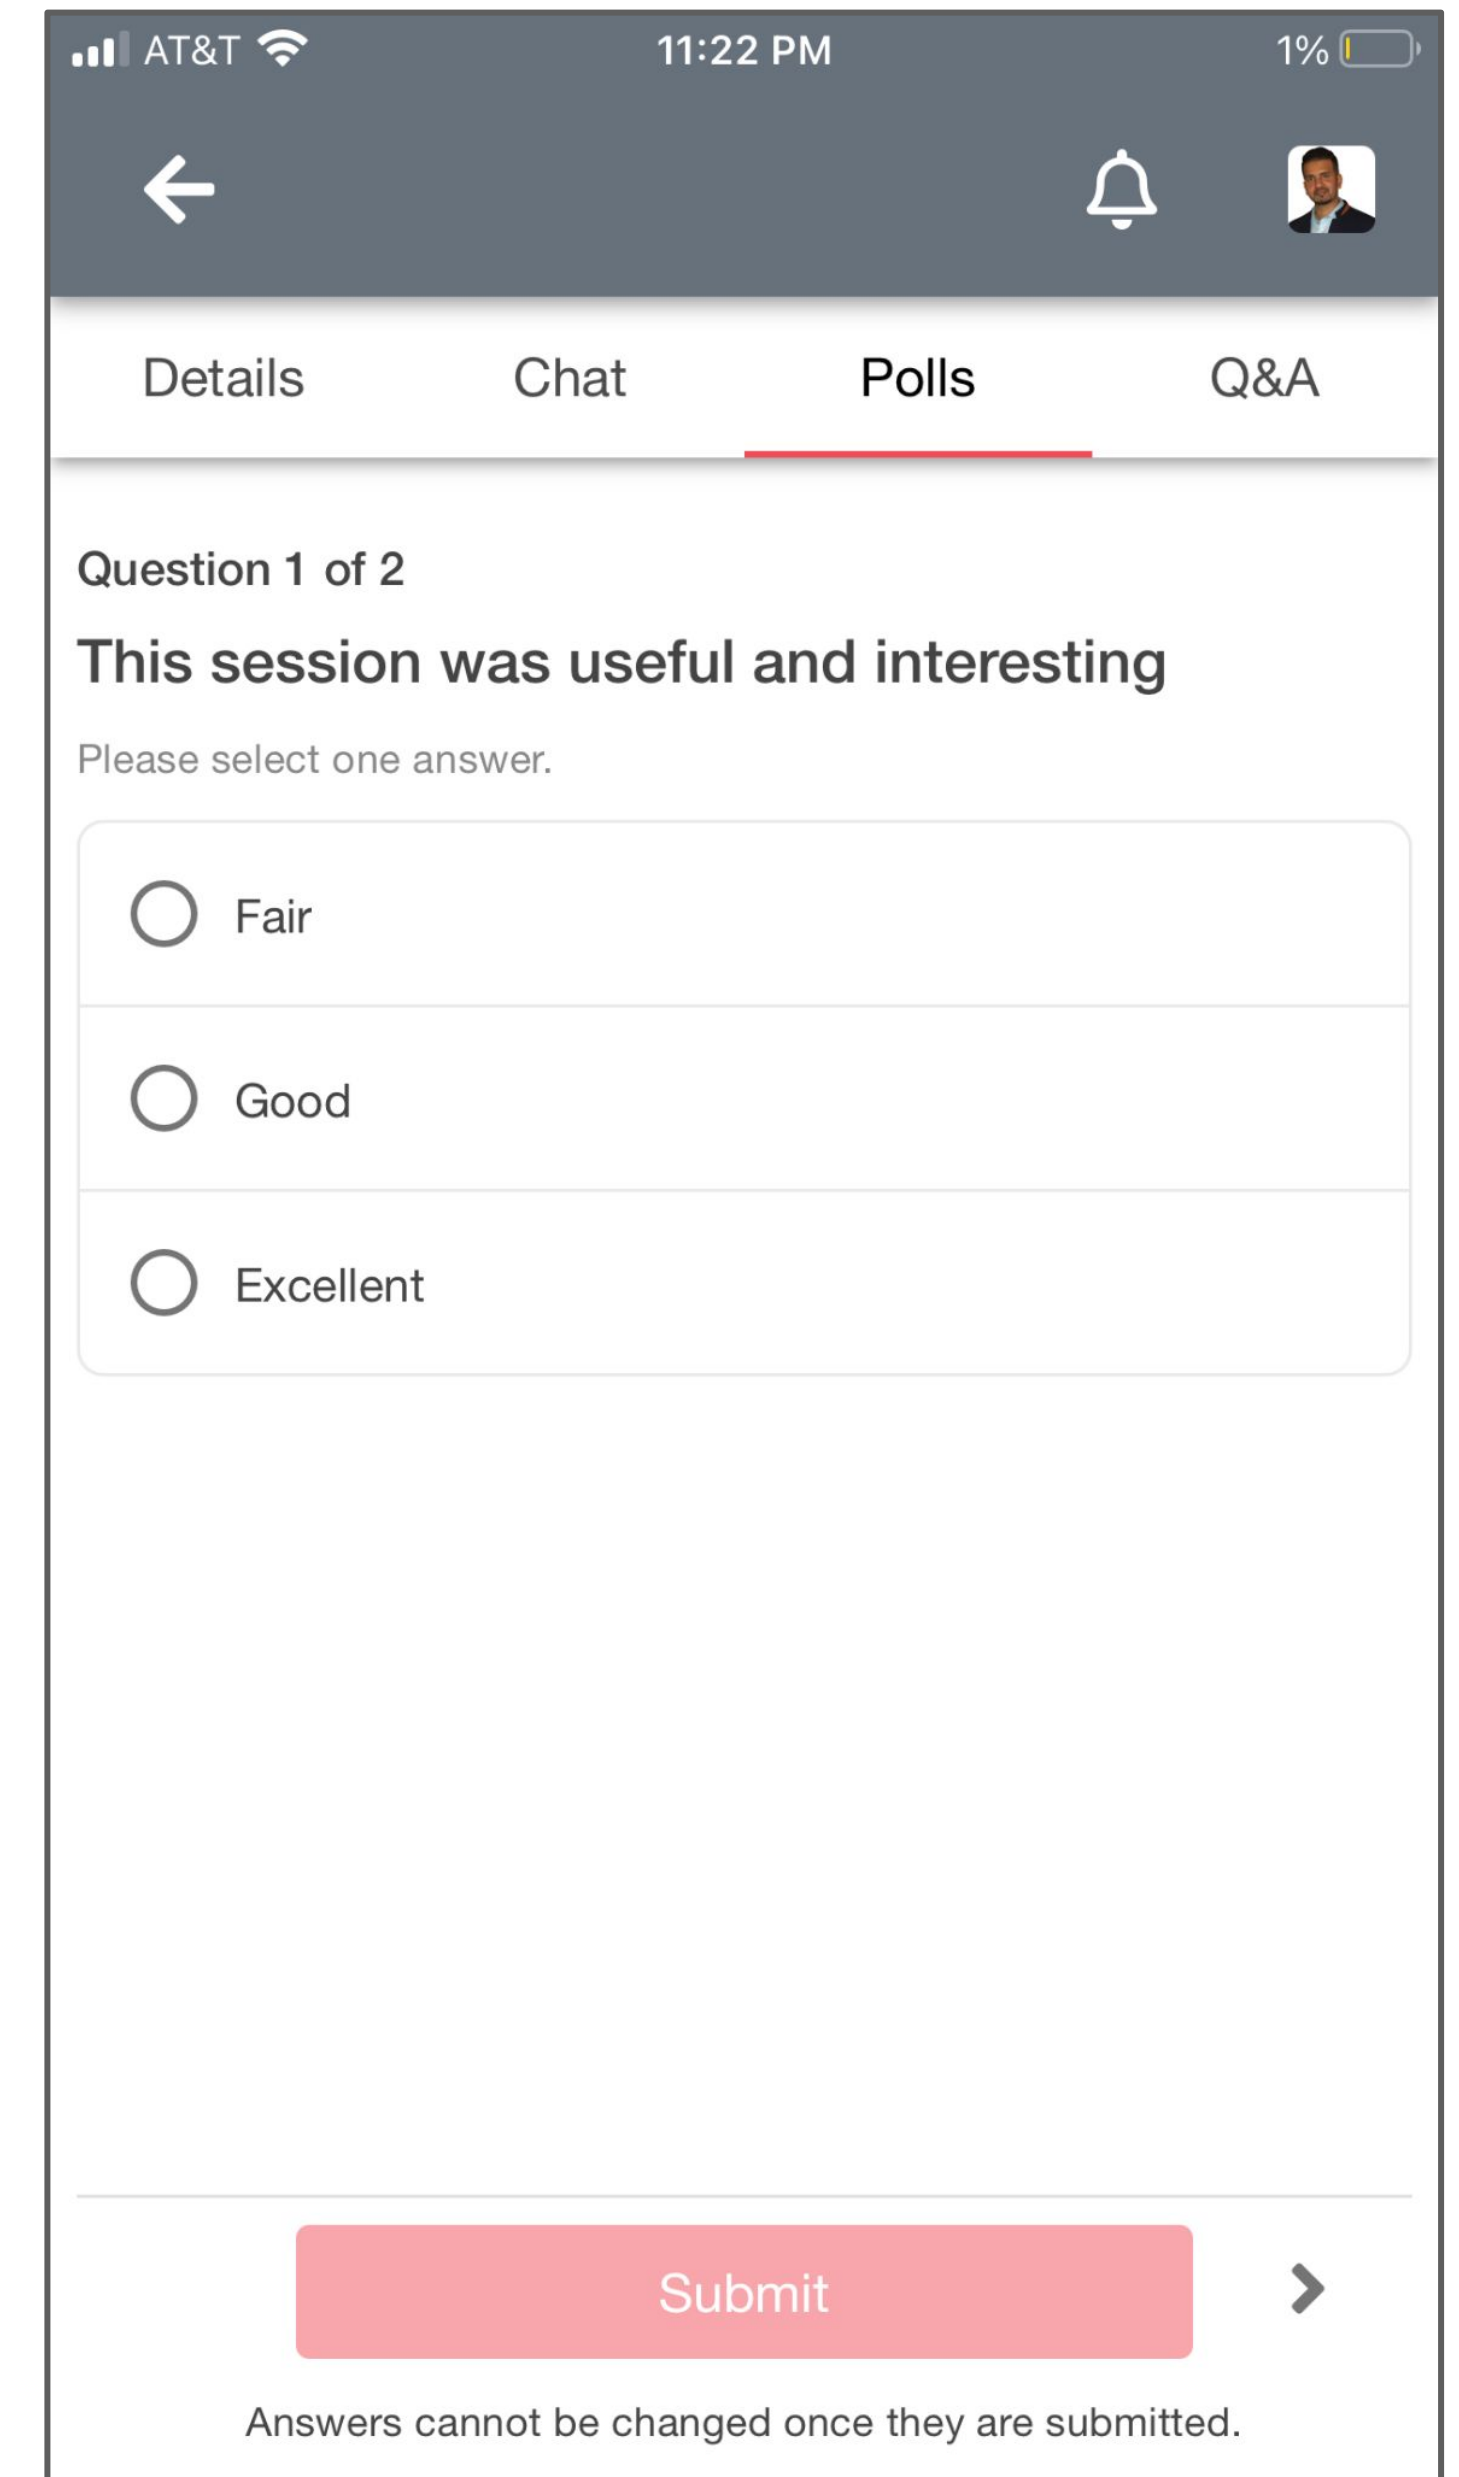 AT&T 11:22 PM 1%
Details Chat Polls Q&A
Question 1 of 2
This session was useful and interesting
Please select one answer.
Fair
Good
Excellent
Submit
Answers cannot be changed once they are submitted.